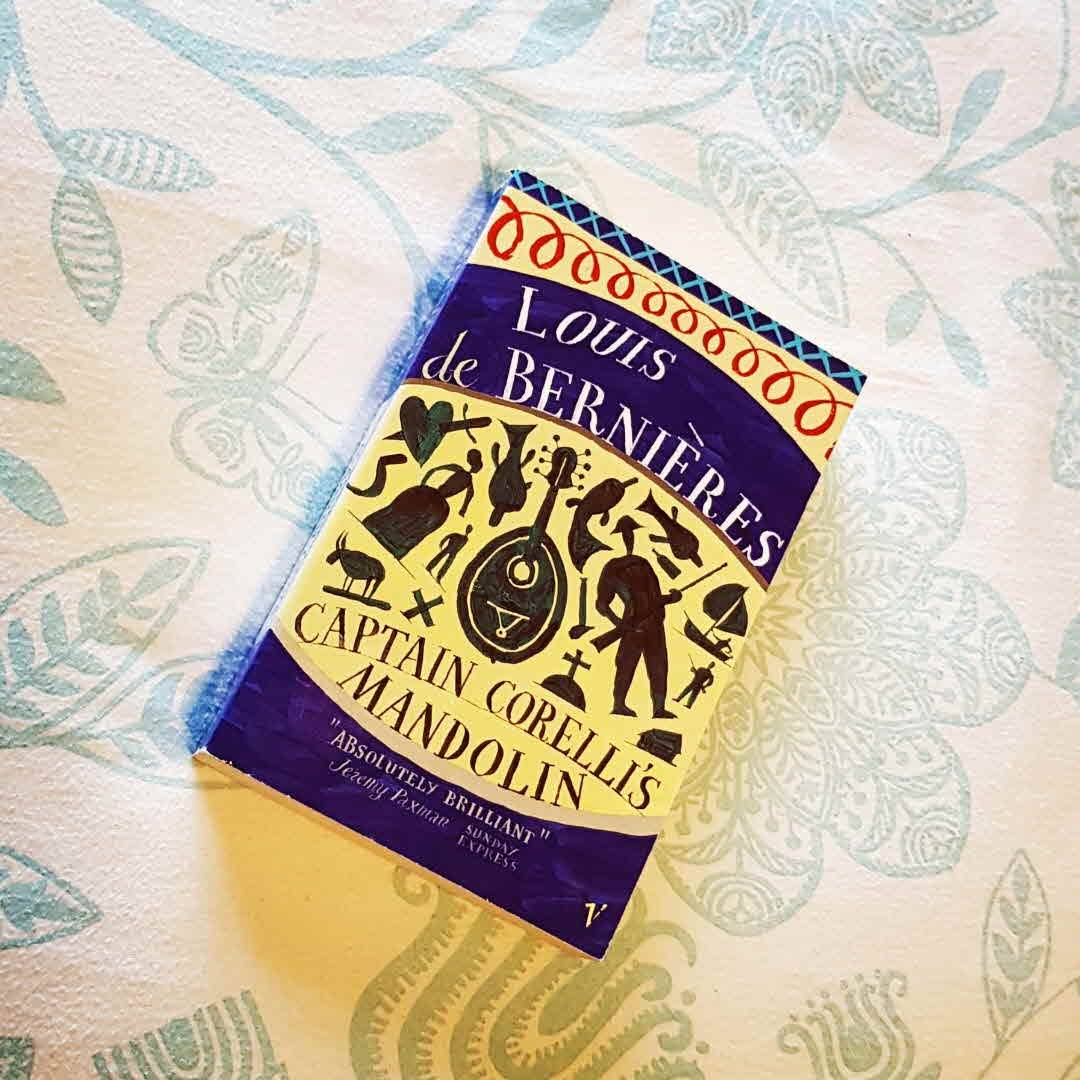 LOUIS
de BERNIÈRES
CAPTAIN CORELLI'S
MANDOLIN
"ABSOLUTELY BRILLIANT"
Jeremy Paxman SUNDAY
EXPRESS
V